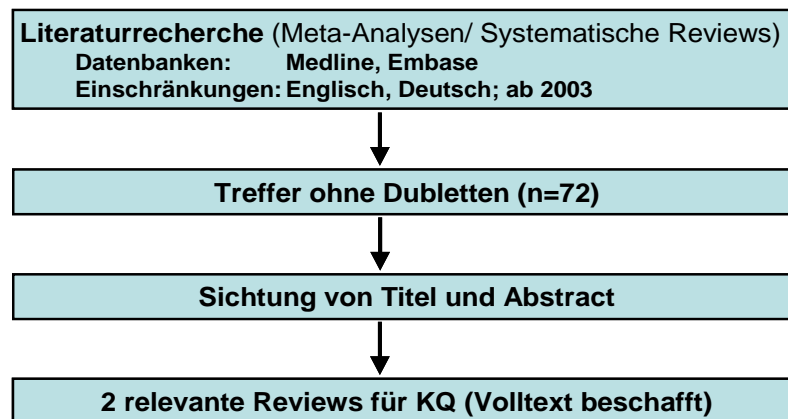 Literaturrecherche (Meta-Analysen/ Systematische Reviews)
Datenbanken: Medline, Embase
Einschränkungen: Englisch, Deutsch; ab 2003
Treffer ohne Dubletten (n=72)
Sichtung von Titel und Abstract
2 relevante Reviews für KQ (Volltext beschafft)